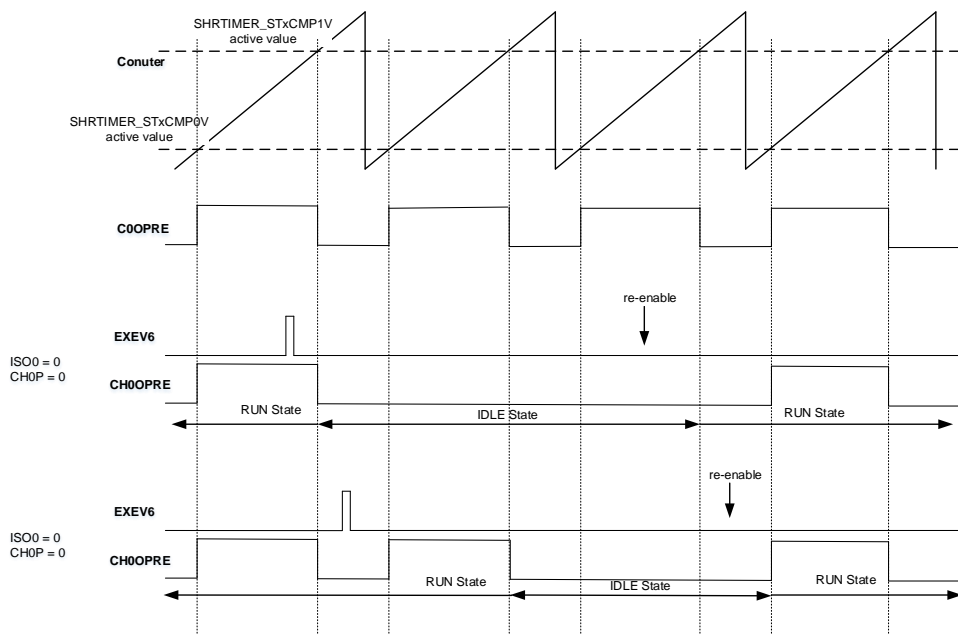 SHRTIMER_STxCMP1V
active value
Conuter
SHRTIMER_STxCMP0V
active value
C0OPRE
re-enable
EXEV6
ISO0 = 0
CH0P = 0
CH0OPRE
RUN State
IDLE State
RUN State
re-enable
EXEV6
ISO0 = 0
CH0P = 0
CH0OPRE
RUN State
IDLE State
RUN State